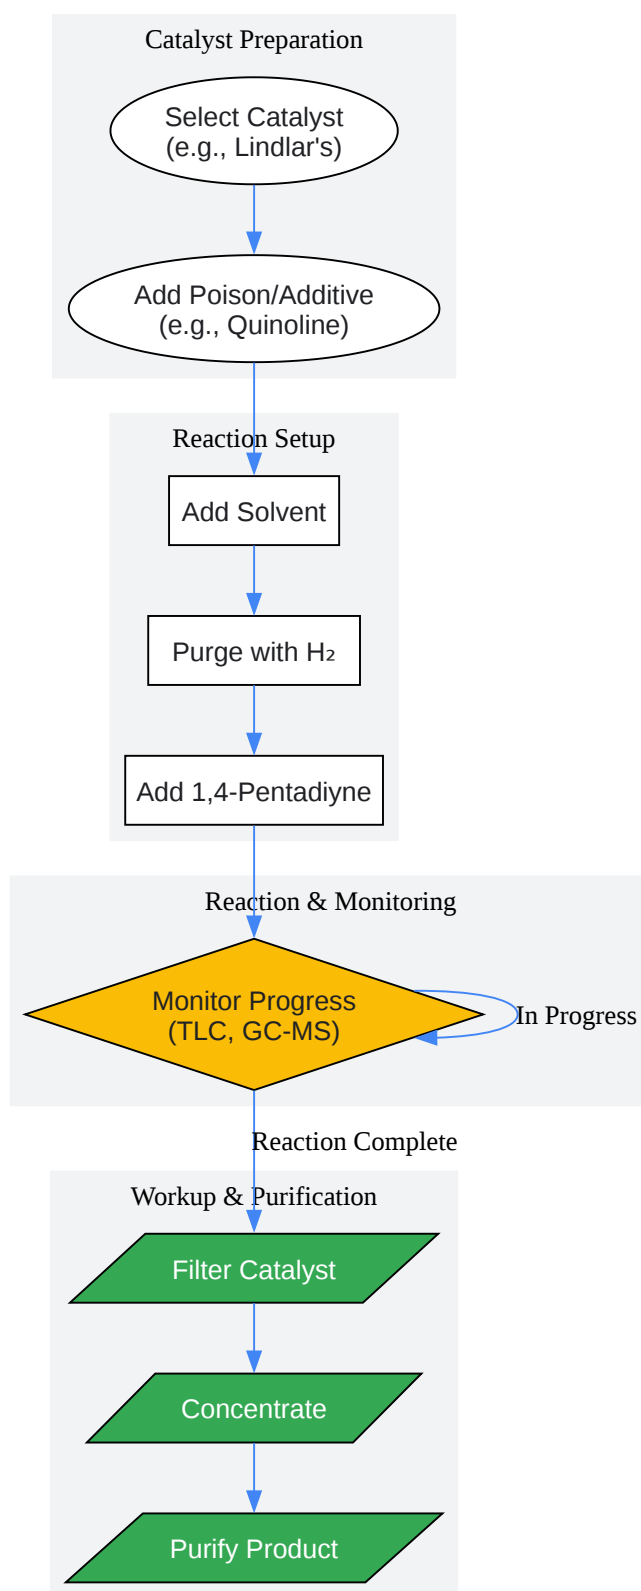 Catalyst Preparation
Select Catalyst
(e.g., Lindlar's)
Add Poison/Additive
(e.g., Quinoline)
Reaction Setup
Add Solvent
Purge with H₂
Add 1,4-Pentadiyne
Reaction & Monitoring
Monitor Progress
(TLC, GC-MS)
In Progress
Reaction Complete
Workup & Purification
Filter Catalyst
Concentrate
Purify Product